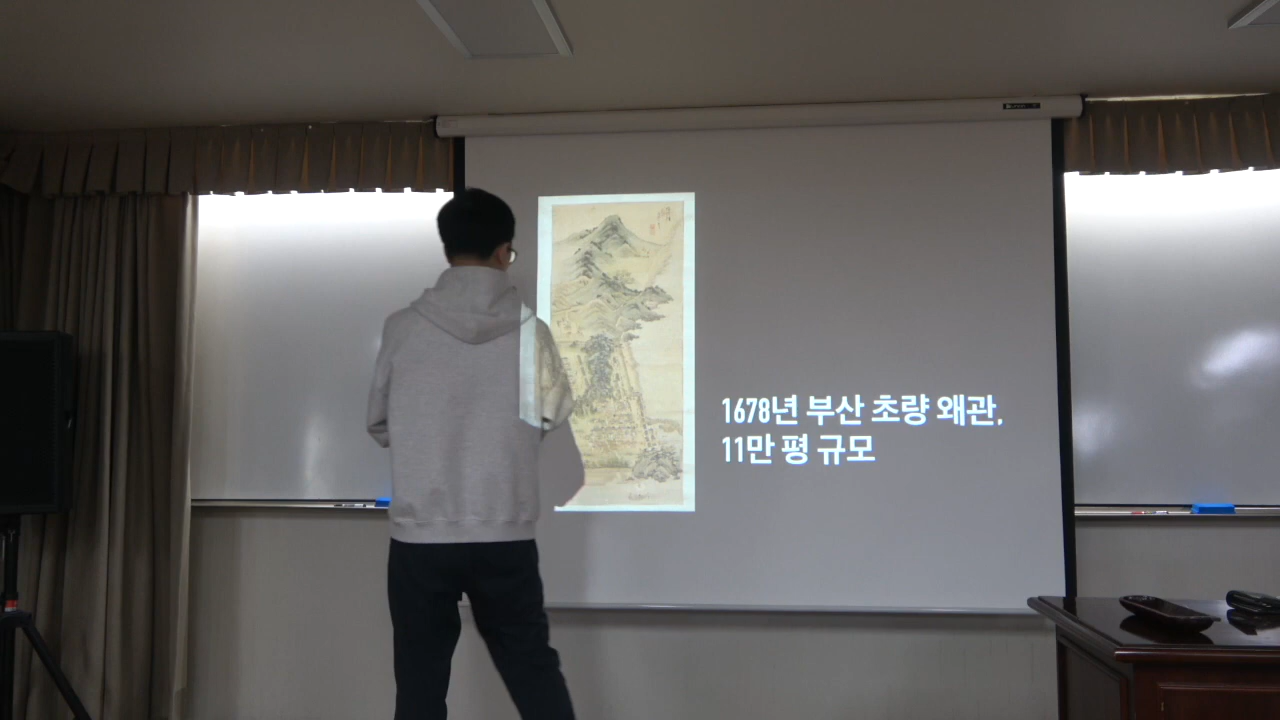 1678년 부산 초량 왜관,
11만 평 규모